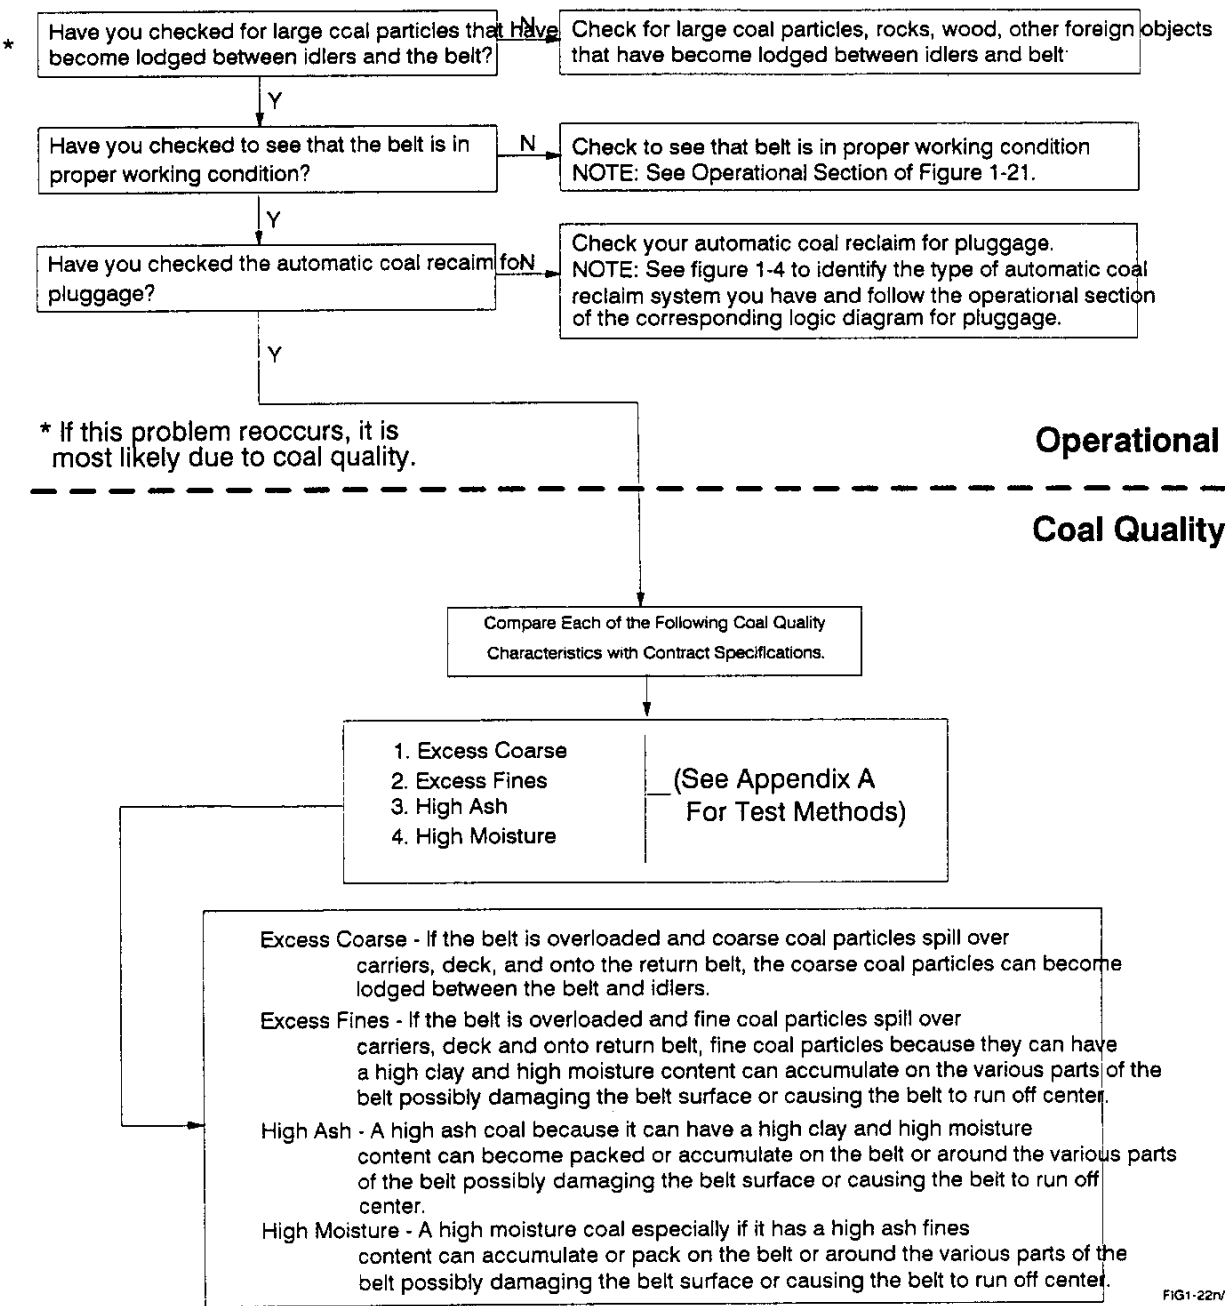 *
Have you checked for large ccal particles that have
become lodged between idlers and the belt?
N
Check for large coal particles, rocks, wood, other foreign objects
that have become lodged between idlers and belt
Y
Have you checked to see that the belt is in
proper working condition?
N
Check to see that belt is in proper working condition
NOTE: See Operational Section of Figure 1-21.
Y
Have you checked the automatic coal recaim fo
pluggage?
N
Check your automatic coal reclaim for pluggage.
NOTE: See figure 1-4 to identify the type of automatic coal
reclaim system you have and follow the operational section
of the corresponding logic diagram for pluggage.
Y
* If this problem reoccurs, it is
most likely due to coal quality.
Operational
Coal Quality
Compare Each of the Following Coal Quality
Characteristics with Contract Specifications.
1. Excess Coarse
2. Excess Fines
3. High Ash
4. High Moisture
(See Appendix A
For Test Methods)
Excess Coarse - If the belt is overloaded and coarse coal particles spill over
carriers, deck, and onto the return belt, the coarse coal particles can become
lodged between the belt and idlers.
Excess Fines - If the belt is overloaded and fine coal particles spill over
carriers, deck and onto return belt, fine coal particles because they can have
a high clay and high moisture content can accumulate on the various parts of the
belt possibly damaging the belt surface or causing the belt to run off center.
High Ash - A high ash coal because it can have a high clay and high moisture
content can become packed or accumulate on the belt or around the various parts
of the belt possibly damaging the belt surface or causing the belt to run off
center.
High Moisture - A high moisture coal especially if it has a high ash fines
content can accumulate or pack on the belt or around the various parts of the
belt possibly damaging the belt surface or causing the belt to run off center.